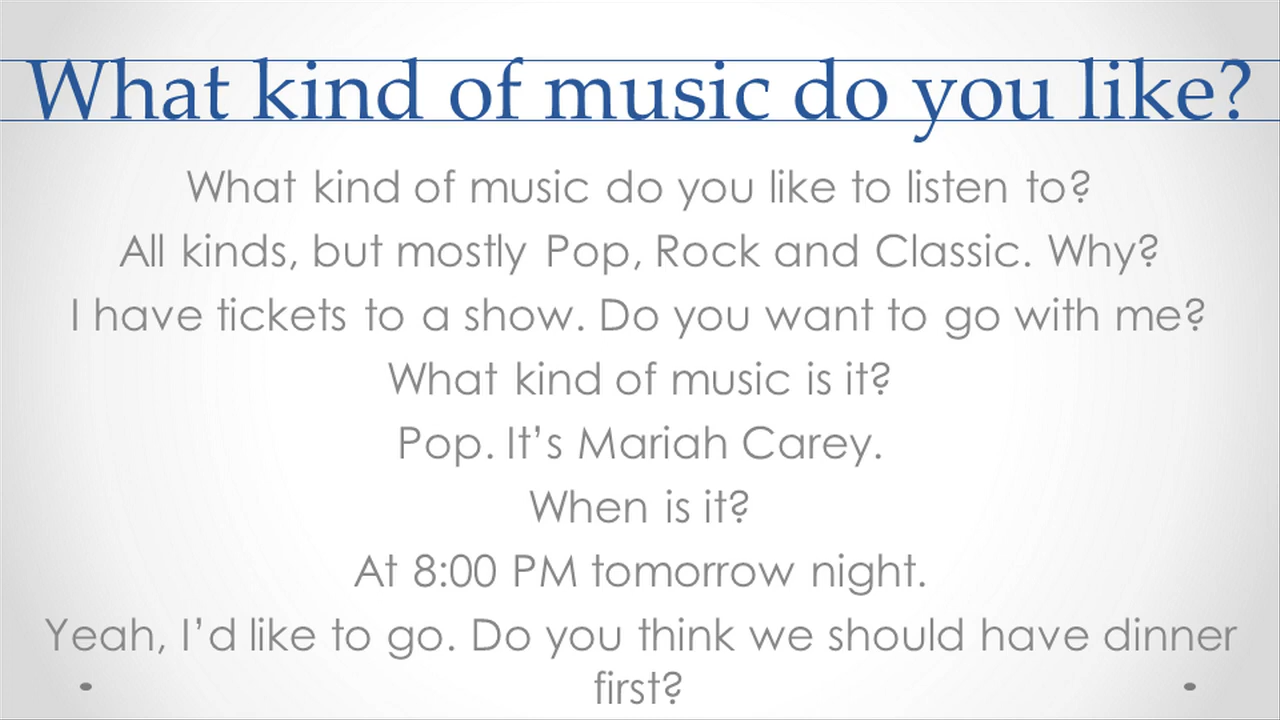 What kind of music do you like?
What kind of music do you like to listen to?
All kinds, but mostly Pop, Rock and Classic. Why?
I have tickets to a show. Do you want to go with me?
What kind of music is it?
Pop. It’s Mariah Carey.
When is it?
At 8:00 PM tomorrow night.
Yeah, I’d like to go. Do you think we should have dinner
first?